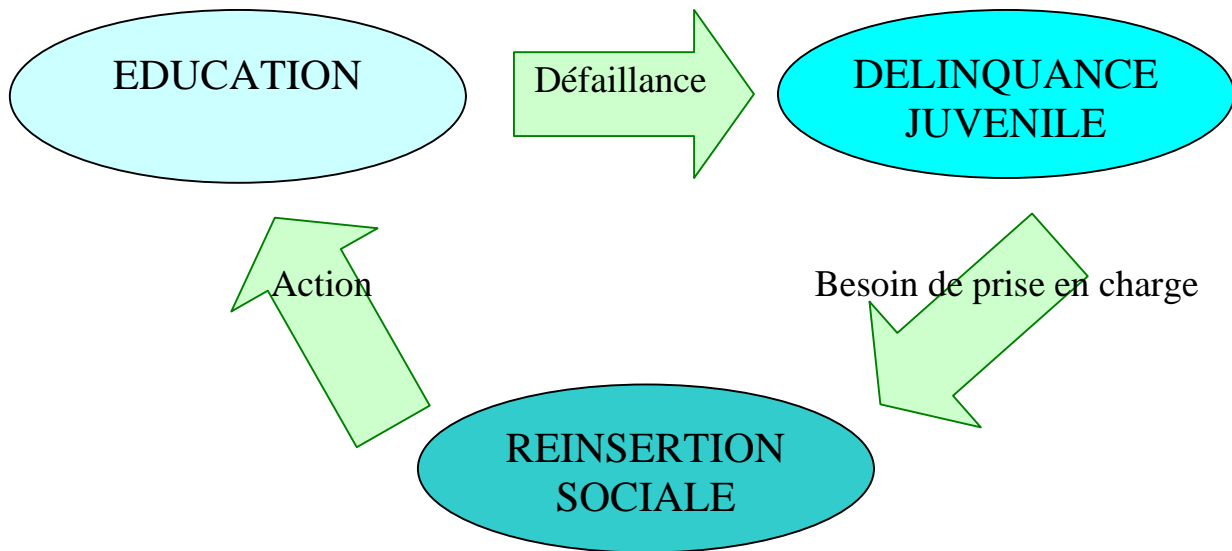 EDUCATION
Défaillance
DELINQUANCE
JUVENILE
Action
Besoin de prise en charge
REINSERTION
SOCIALE